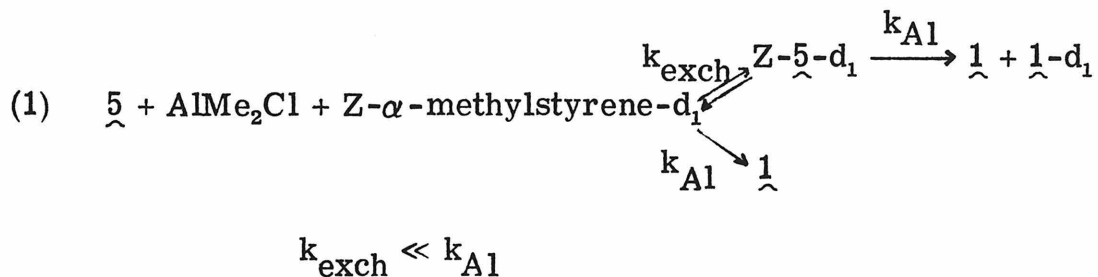 k_Al
k_exch Z-5-d₁ ⟶ 1 + 1-d₁
(1) 5 + AlMe₂Cl + Z-α-methylstyrene-d₁
k_Al 1
k_exch ≪ k_Al